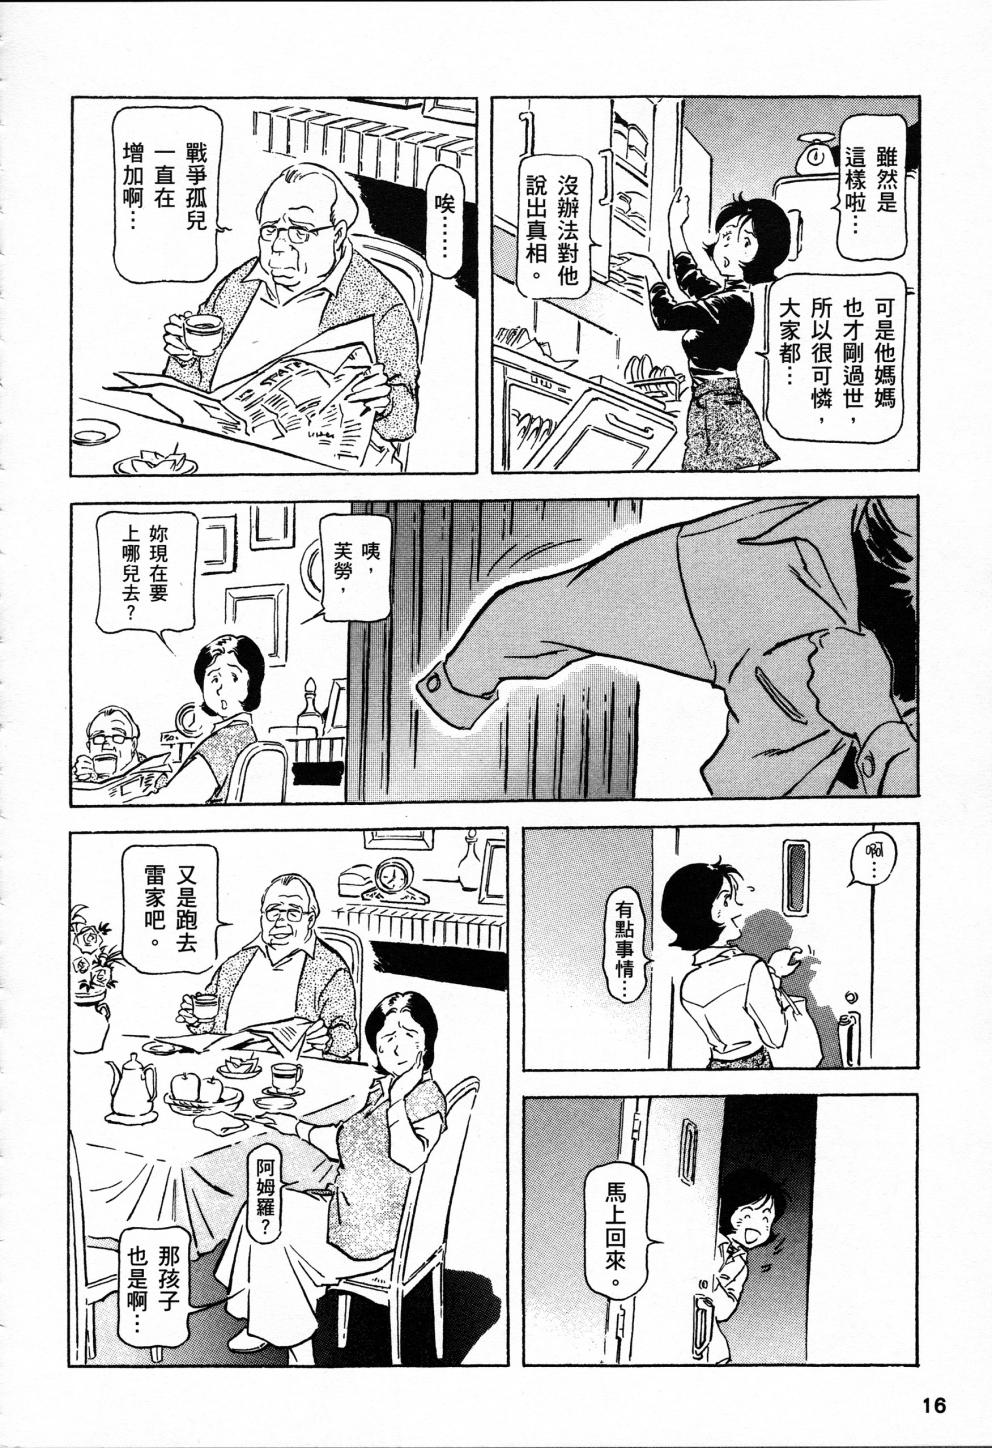 雖然是
這樣啦…
可是他媽媽
也才剛過世，
所以很可憐，
大家都…
沒辦法對他
說出真相。
唉……
戰爭孤兒
一直在
增加啊…
STATE
咦，
芙勞，
妳現在要
上哪兒去？
啊…
有點事情…
馬上回來。
又是跑去
雷家吧。
阿姆羅？
那孩子
也是啊…
16